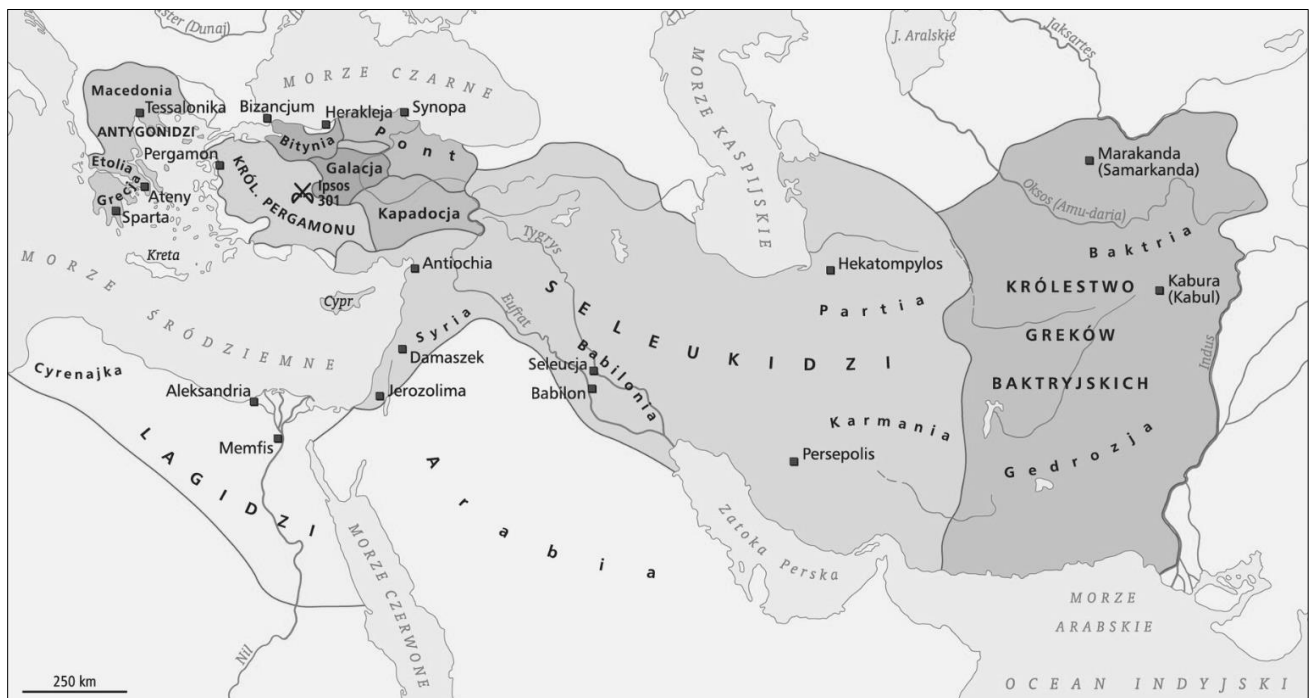 Ister (Dunaj)
J. Aralskie
Jaksartes
MORZE CZARNE
MORZE KASPIJSKIE
Macedonia
Tessalonika
Bizancjum
Herakleja
Synopa
ANTYGONIDZI
Bitynia
Pont
Pergamon
Etolia
Galacja
Marakanda
(Samarkanda)
Grecja
Ateny
KRÓL. PERGAMONU
Ipsos
301
Oksos (Amu-daria)
Sparta
Kapadocja
Tygrys
Baktria
Kreta
Antiochia
Hekatompylos
KRÓLESTWO
Kabura
(Kabul)
MORZE
ŚRÓDZIEMNE
Cypr
Eufrat
SELEUKIDZI
Partia
GREKÓW
Syria
Indus
Damaszek
Seleucja
Babilonia
Cyrenajka
Aleksandria
Jerozolima
Babilon
BAKTRYJSKICH
Karmania
Memfis
LAGIDZI
Arabia
Persepolis
Gedrozja
Zatoka Perska
MORZE CZERWONE
MORZE
ARABSKIE
Nil
250 km
OCEAN INDYJSKI